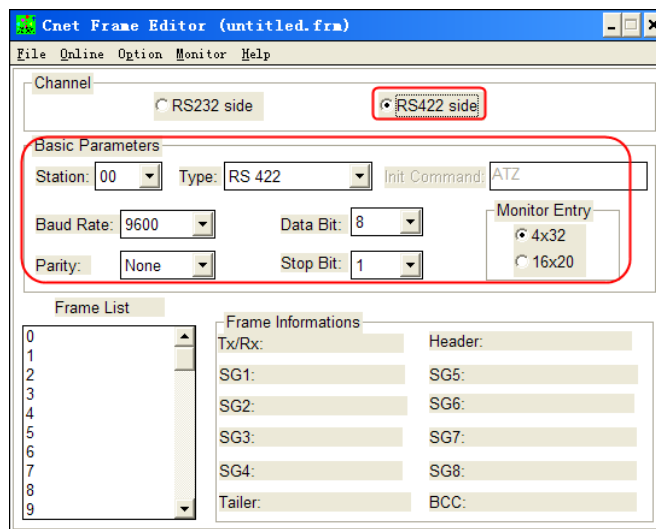 Cnet Frame Editor (untitled.frm)
File Online Option Monitor Help
Channel
RS232 side RS422 side
Basic Parameters
Station: 00 Type: RS 422 Init Command: ATZ
Monitor Entry
Baud Rate: 9600 Data Bit: 8
4x32
Parity: None Stop Bit: 1
16x20
Frame List
0
1
2
3
4
5
6
7
8
9
Frame Informations
Tx/Rx: Header:
SG1: SG5:
SG2: SG6:
SG3: SG7:
SG4: SG8:
Tailer: BCC: